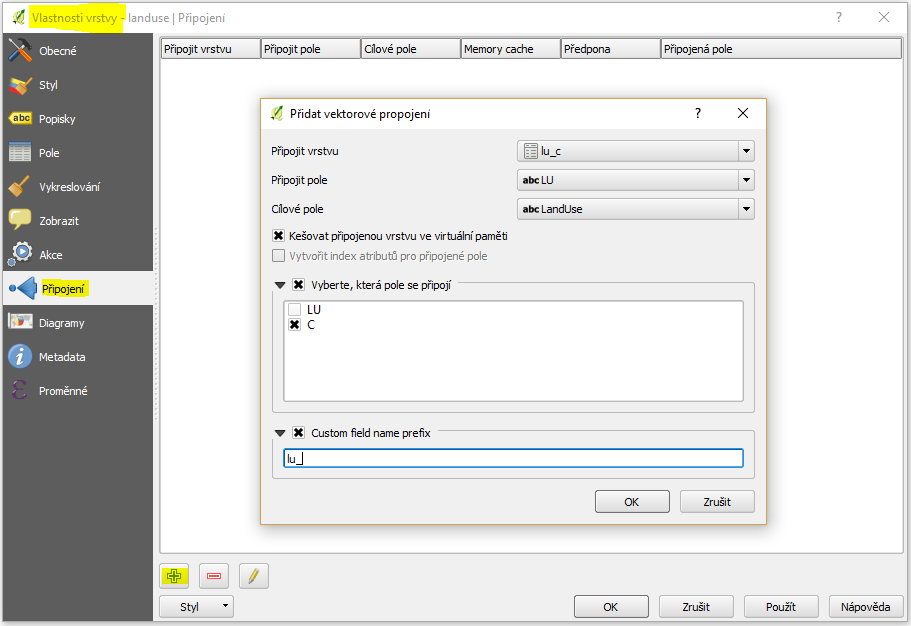 Vlastnosti vrstvy - landuse | Připojení
?
Obecné
Styl
abc Popisky
Pole
Vykreslování
Zobrazit
Akce
Připojení
Diagramy
i Metadata
Ɛ Proměnné
Připojit vrstvu Připojit pole Cílové pole Memory cache Předpona Připojená pole
Přidat vektorové propojení ?
Připojit vrstvu lu_c
Připojit pole abc LU
Cílové pole abc LandUse
Kešovat připojenou vrstvu ve virtuální paměti
Vytvořit index atributů pro připojené pole
Vyberte, která pole se připojí
LU
C
Custom field name prefix
lu_
OK Zrušit
Styl OK Zrušit Použít Nápověda